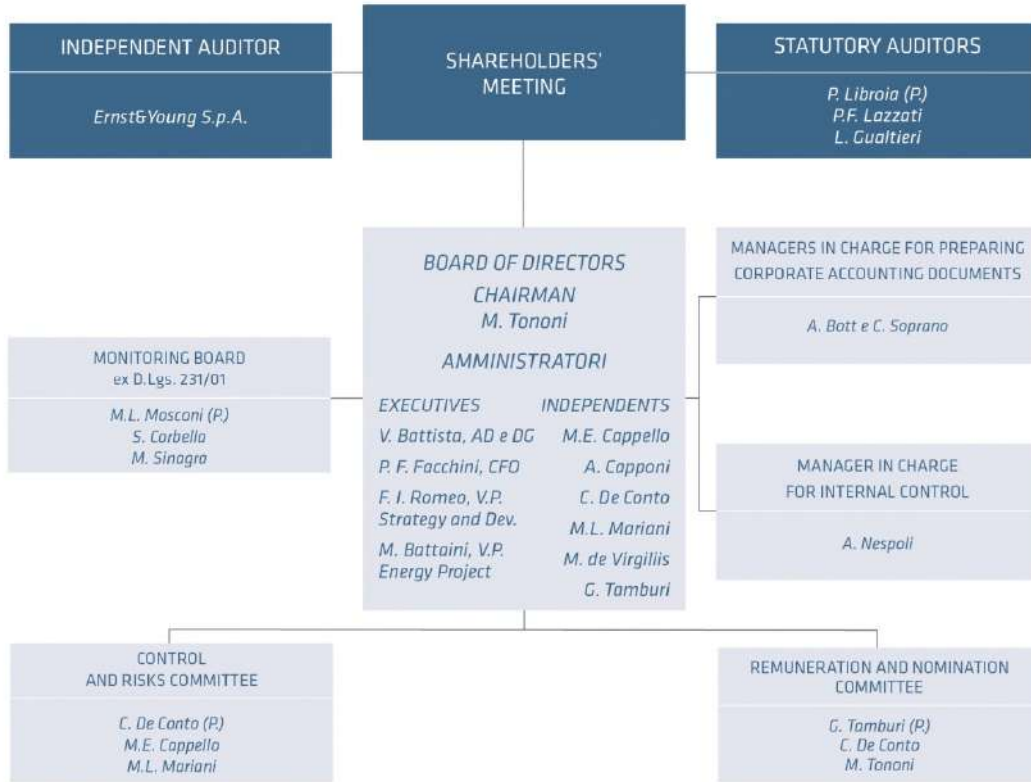 INDEPENDENT AUDITOR
Ernst&Young S.p.A.
SHAREHOLDERS'
MEETING
STATUTORY AUDITORS
P. Libroia (P.)
P.F. Lazzati
L. Gualtieri
BOARD OF DIRECTORS
CHAIRMAN
M. Tononi
AMMINISTRATORI
EXECUTIVES
V. Battista, AD e DG
P. F. Facchini, CFO
F. I. Romeo, V.P.
Strategy and Dev.
M. Battaini, V.P.
Energy Project
INDEPENDENTS
M.E. Cappello
A. Capponi
C. De Conto
M.L. Mariani
M. de Virgiliis
G. Tamburi
MANAGERS IN CHARGE FOR PREPARING
CORPORATE ACCOUNTING DOCUMENTS
A. Bott e C. Soprano
MONITORING BOARD
ex D.Lgs. 231/01
M.L. Mosconi (P.)
S. Corbella
M. Sinagra
MANAGER IN CHARGE
FOR INTERNAL CONTROL
A. Nespoli
CONTROL
AND RISKS COMMITTEE
C. De Conto (P.)
M.E. Cappello
M.L. Mariani
REMUNERATION AND NOMINATION
COMMITTEE
G. Tamburi (P.)
C. De Conto
M. Tononi